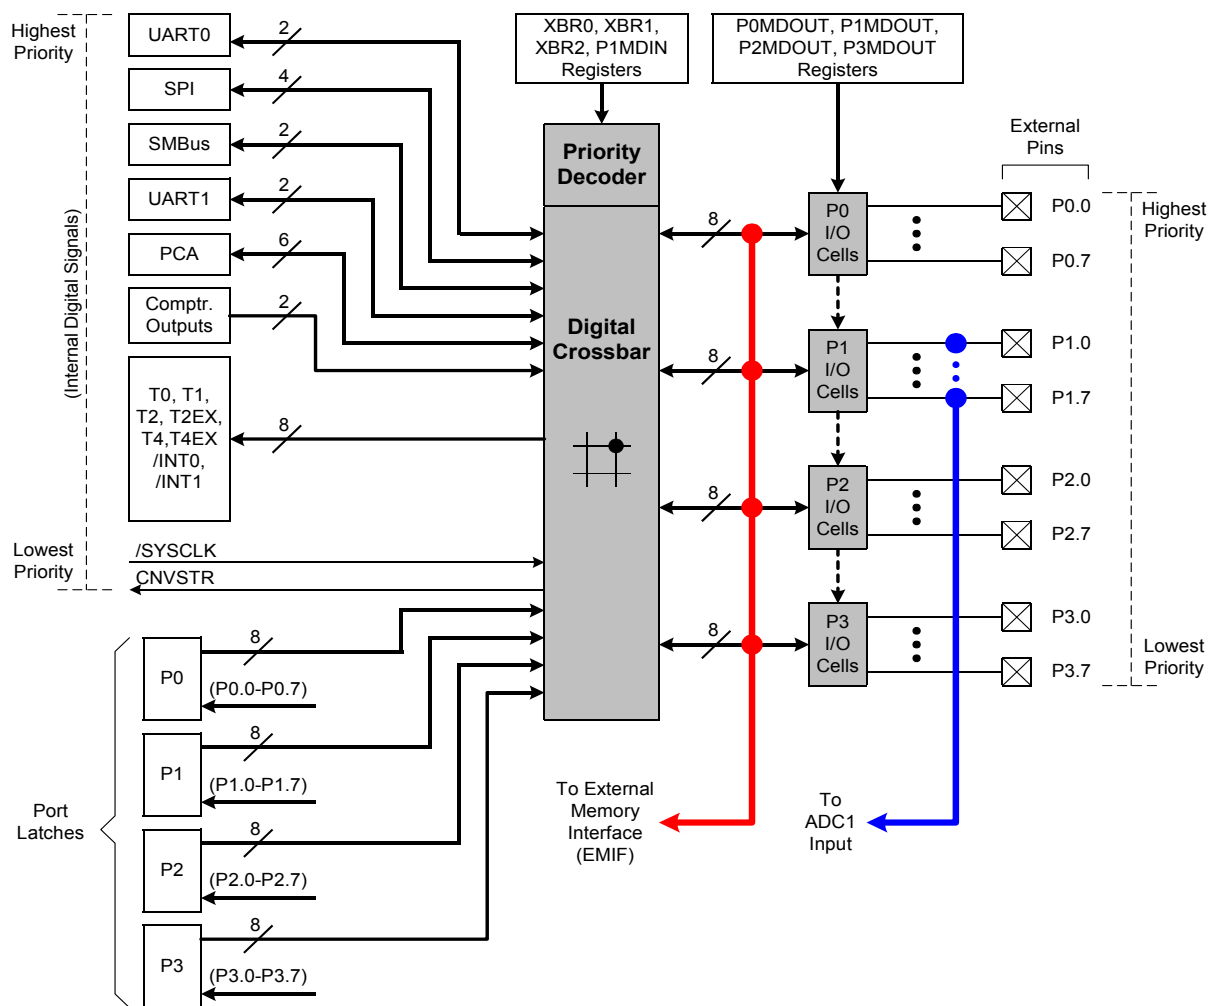 Highest
Priority
UART0
2
SPI
4
SMBus
2
UART1
2
PCA
6
Comptr.
Outputs
2
T0, T1,
T2, T2EX,
T4,T4EX
/INT0,
/INT1
8
(Internal Digital Signals)
Lowest
Priority
/SYSCLK
CNVSTR
XBR0, XBR1,
XBR2, P1MDIN
Registers
P0MDOUT, P1MDOUT,
P2MDOUT, P3MDOUT
Registers
Priority
Decoder
Digital
Crossbar
8
8
8
8
P0
I/O
Cells
P1
I/O
Cells
P2
I/O
Cells
P3
I/O
Cells
External
Pins
P0.0
P0.7
P1.0
P1.7
P2.0
P2.7
P3.0
P3.7
Highest
Priority
Lowest
Priority
Port
Latches
P0
8
(P0.0-P0.7)
P1
8
(P1.0-P1.7)
P2
8
(P2.0-P2.7)
P3
8
(P3.0-P3.7)
To External
Memory
Interface
(EMIF)
To
ADC1
Input